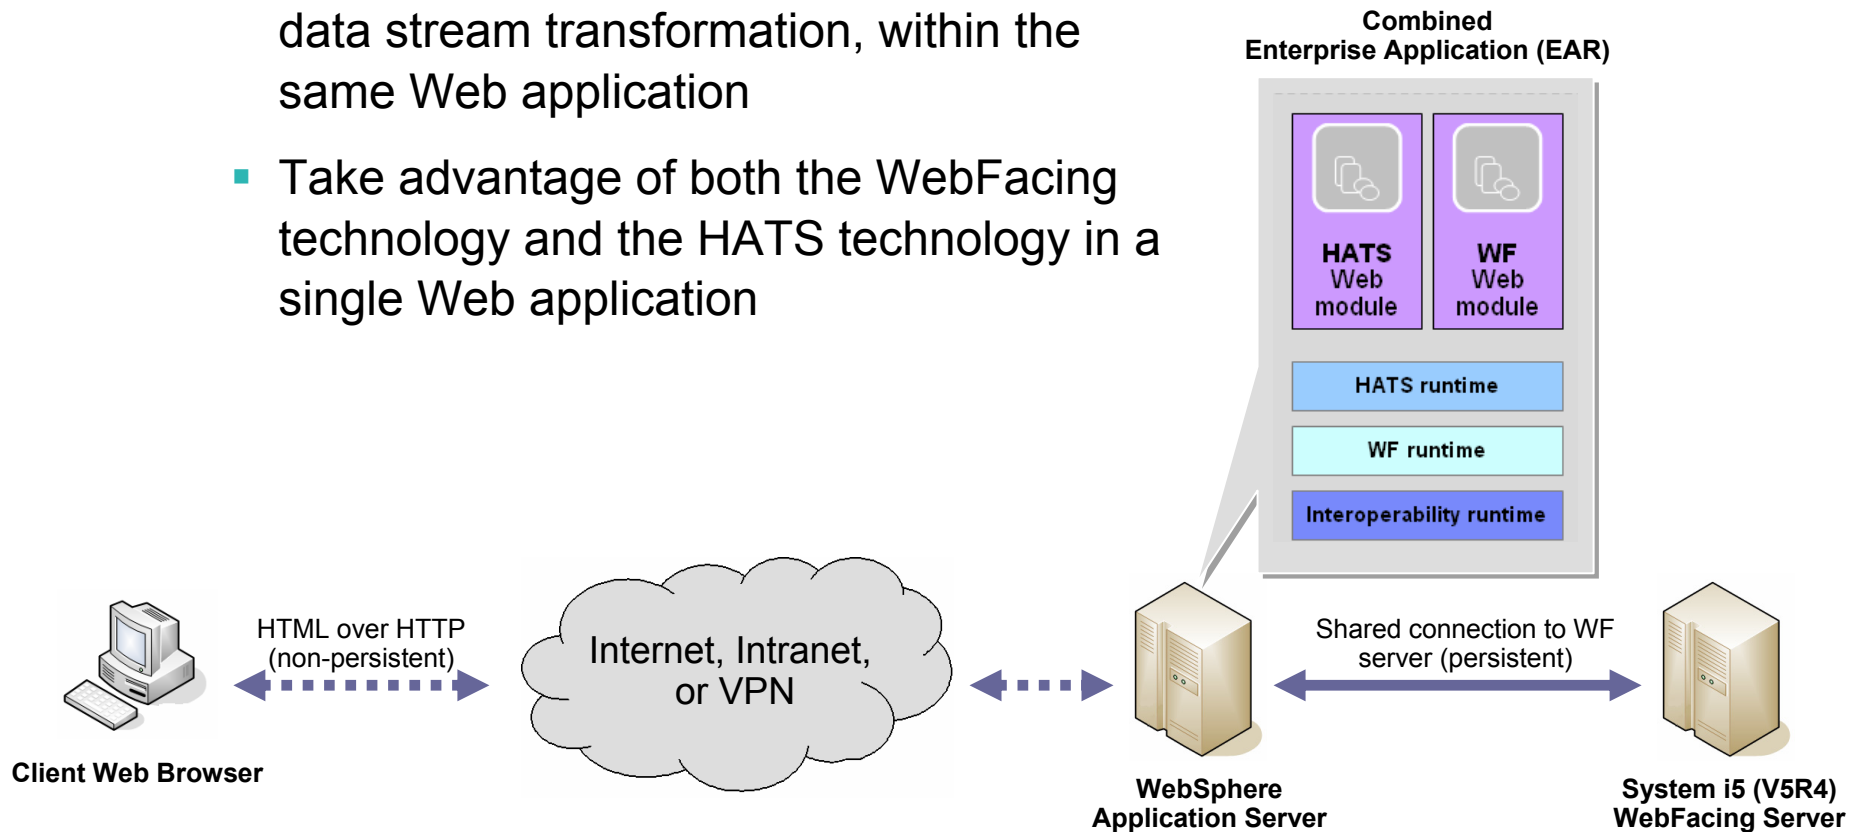 data stream transformation, within the
same Web application
▪ Take advantage of both the WebFacing
technology and the HATS technology in a
single Web application
Combined
Enterprise Application (EAR)
HATS
Web
module
WF
Web
module
HATS runtime
WF runtime
Interoperability runtime
HTML over HTTP
(non-persistent)
Internet, Intranet,
or VPN
Shared connection to WF
server (persistent)
Client Web Browser
WebSphere
Application Server
System i5 (V5R4)
WebFacing Server